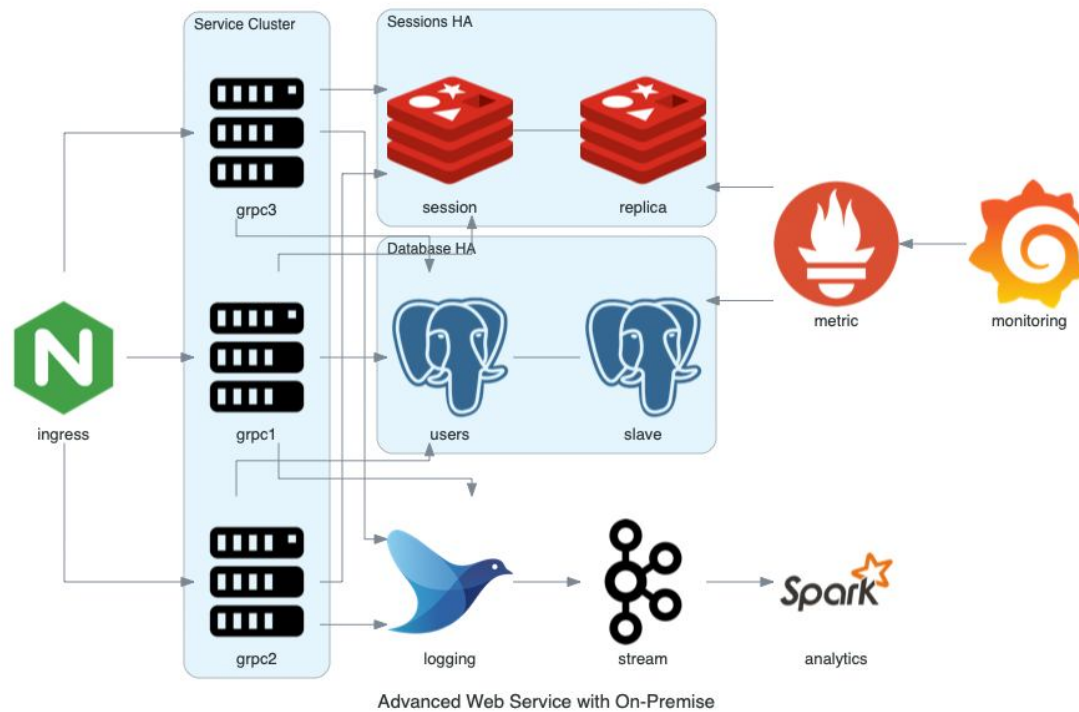 Service Cluster
Sessions HA
grpc3
session
replica
Database HA
metric
monitoring
N
ingress
grpc1
users
slave
Spark
grpc2
logging
stream
analytics
Advanced Web Service with On-Premise